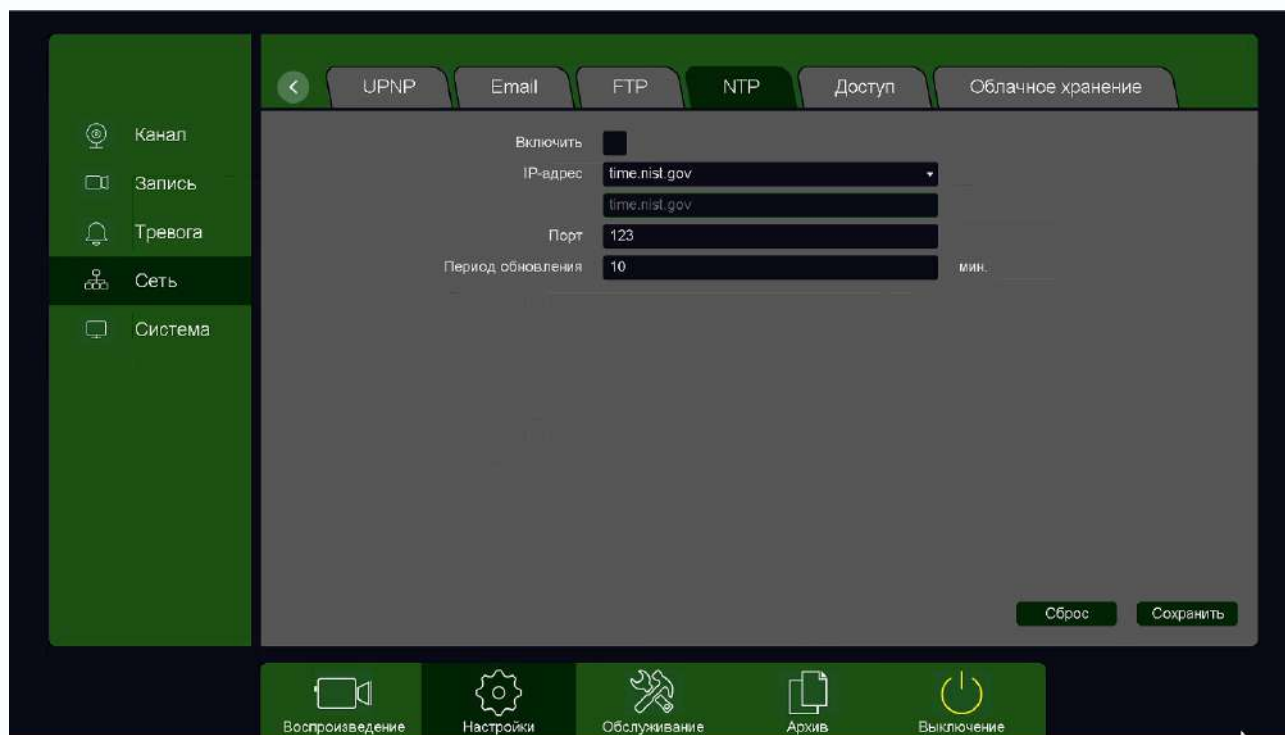 UPNP Email FTP NTP Доступ Облачное хранение
Канал
Запись
Тревога
Сеть
Система
Включить
IP-адрес time.nist.gov
time.nist.gov
Порт 123
Период обновления 10 мин.
Сброс Сохранить
Воспроизведение Настройки Обслуживание Архив Выключение